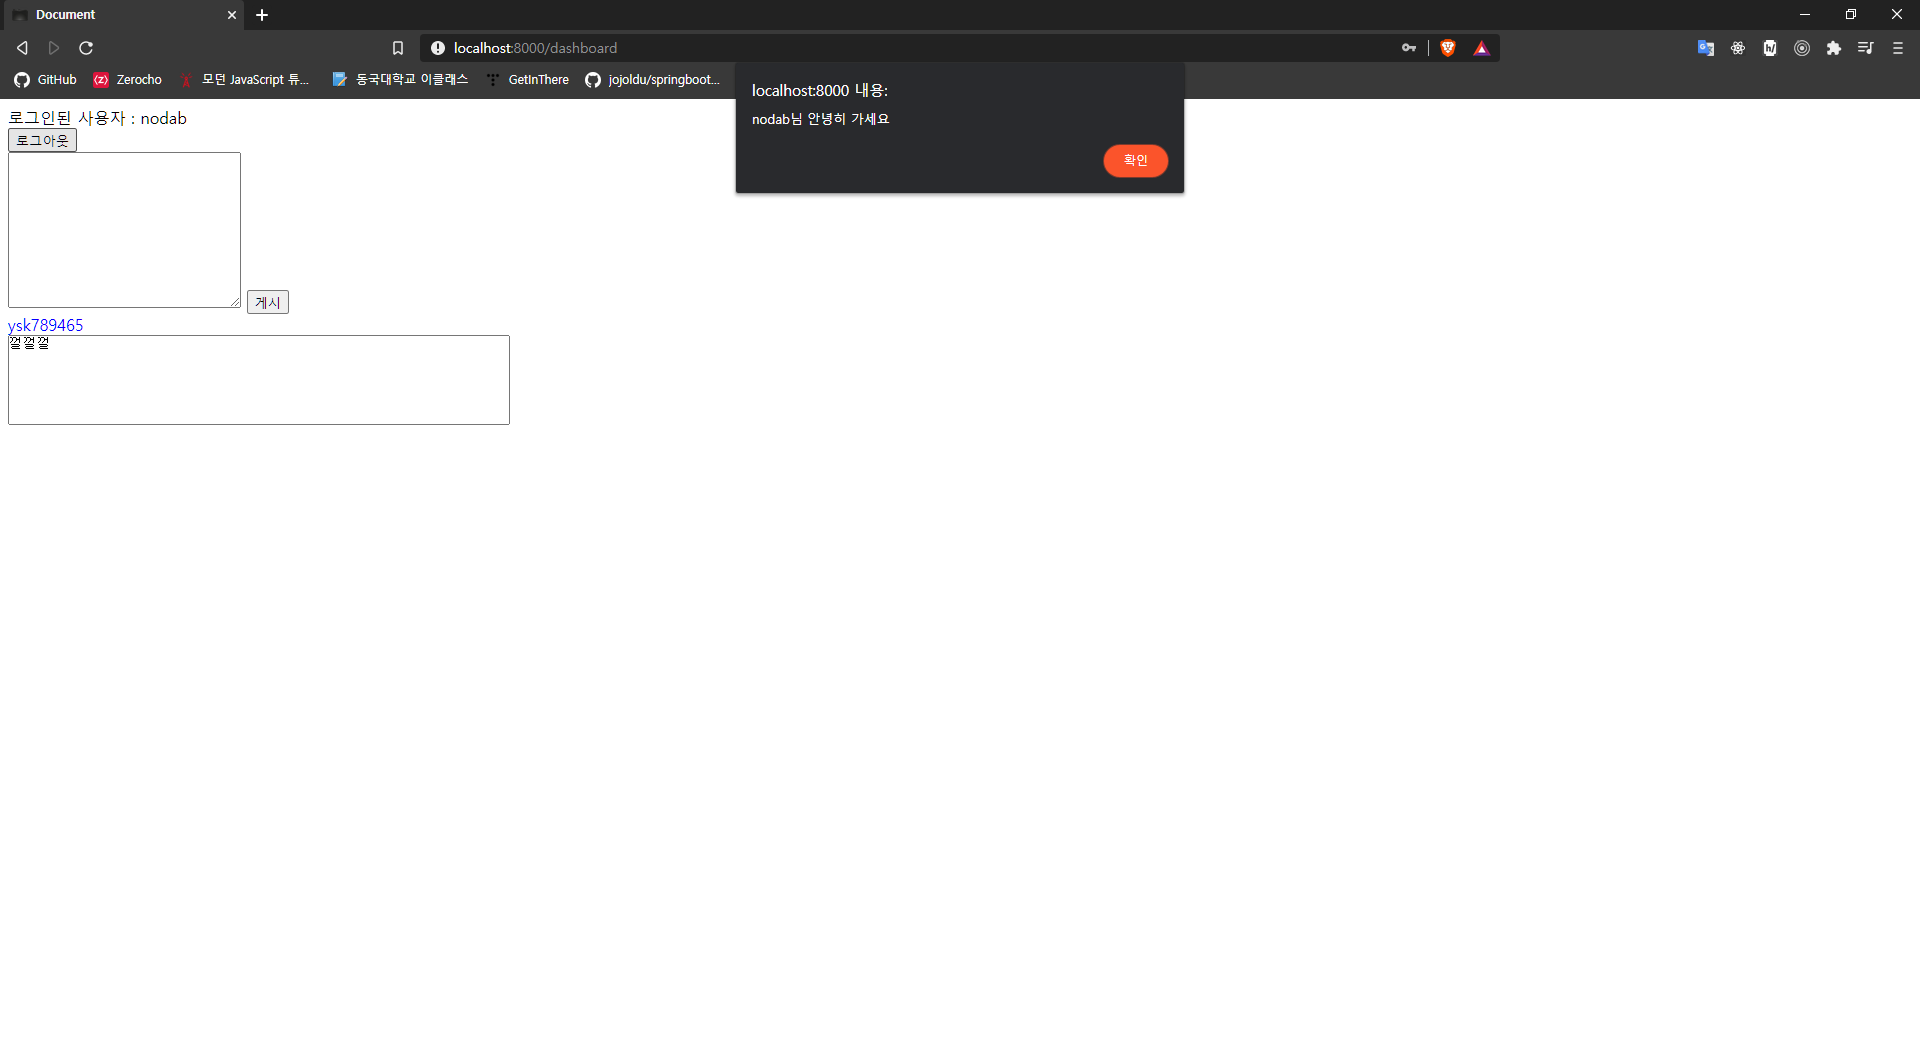 Document
localhost:8000/dashboard
GitHub
Zerocho
모던 JavaScript 튜...
동국대학교 이클래스
GetInThere
jojoldu/springboot...
localhost:8000 내용:
nodab님 안녕히 가세요
확인
로그인된 사용자 : nodab
로그아웃
게시
ysk789465
껄껄껄